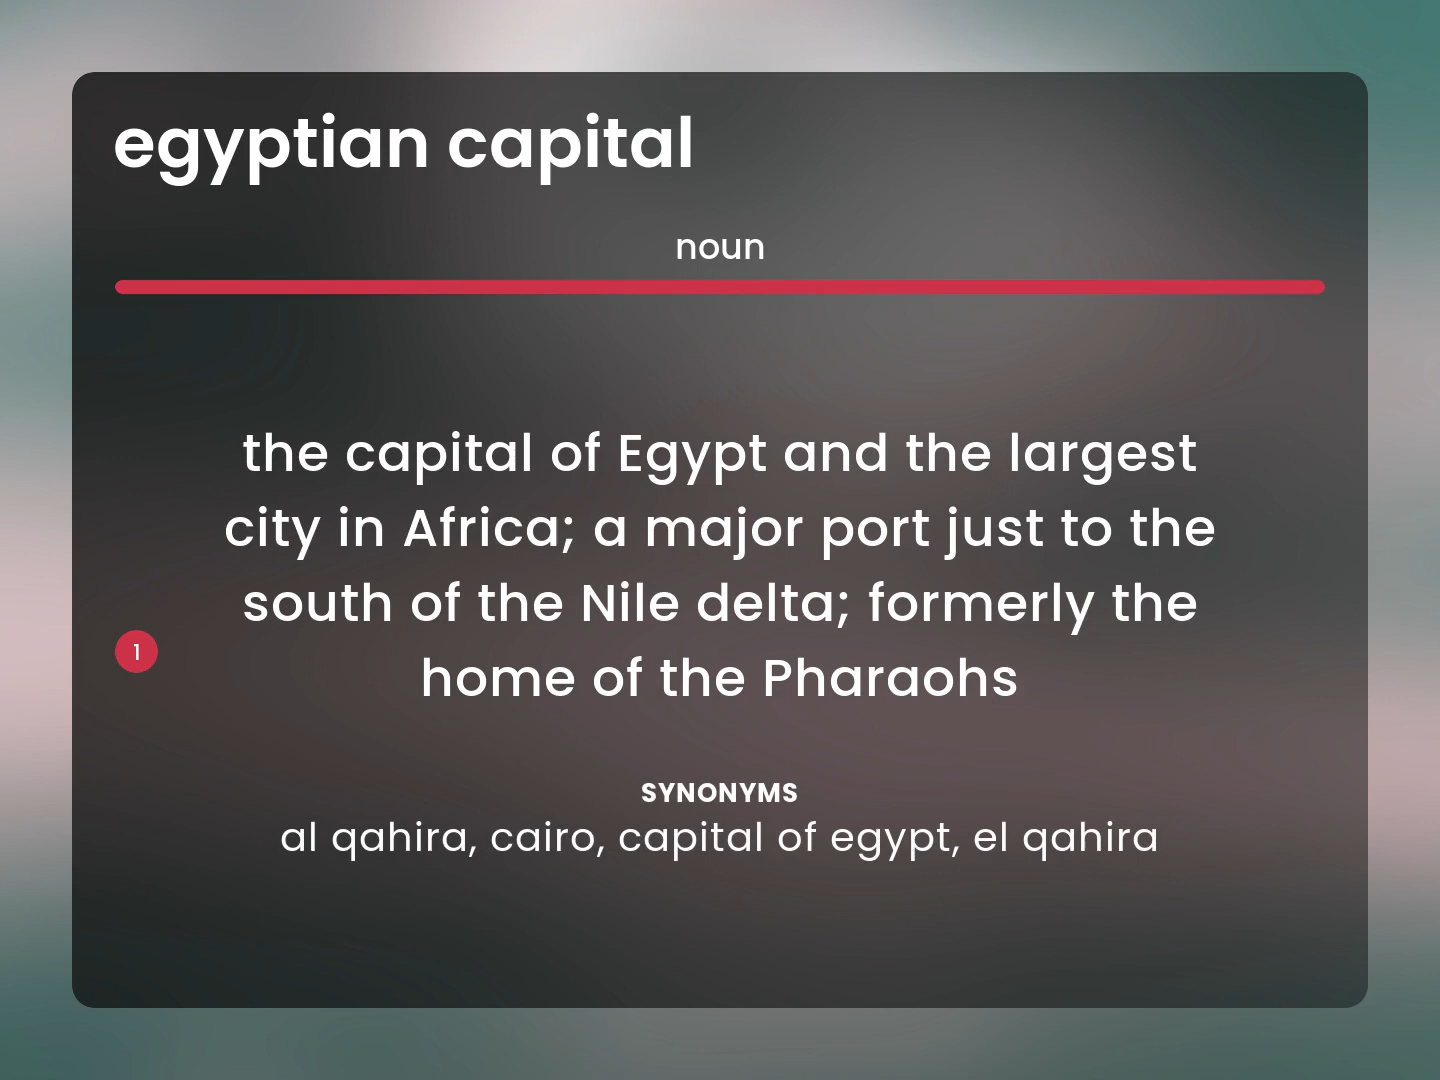 egyptian capital
noun
the capital of Egypt and the largest
city in Africa; a major port just to the
south of the Nile delta; formerly the
home of the Pharaohs
1
SYNONYMS
al qahira, cairo, capital of egypt, el qahira